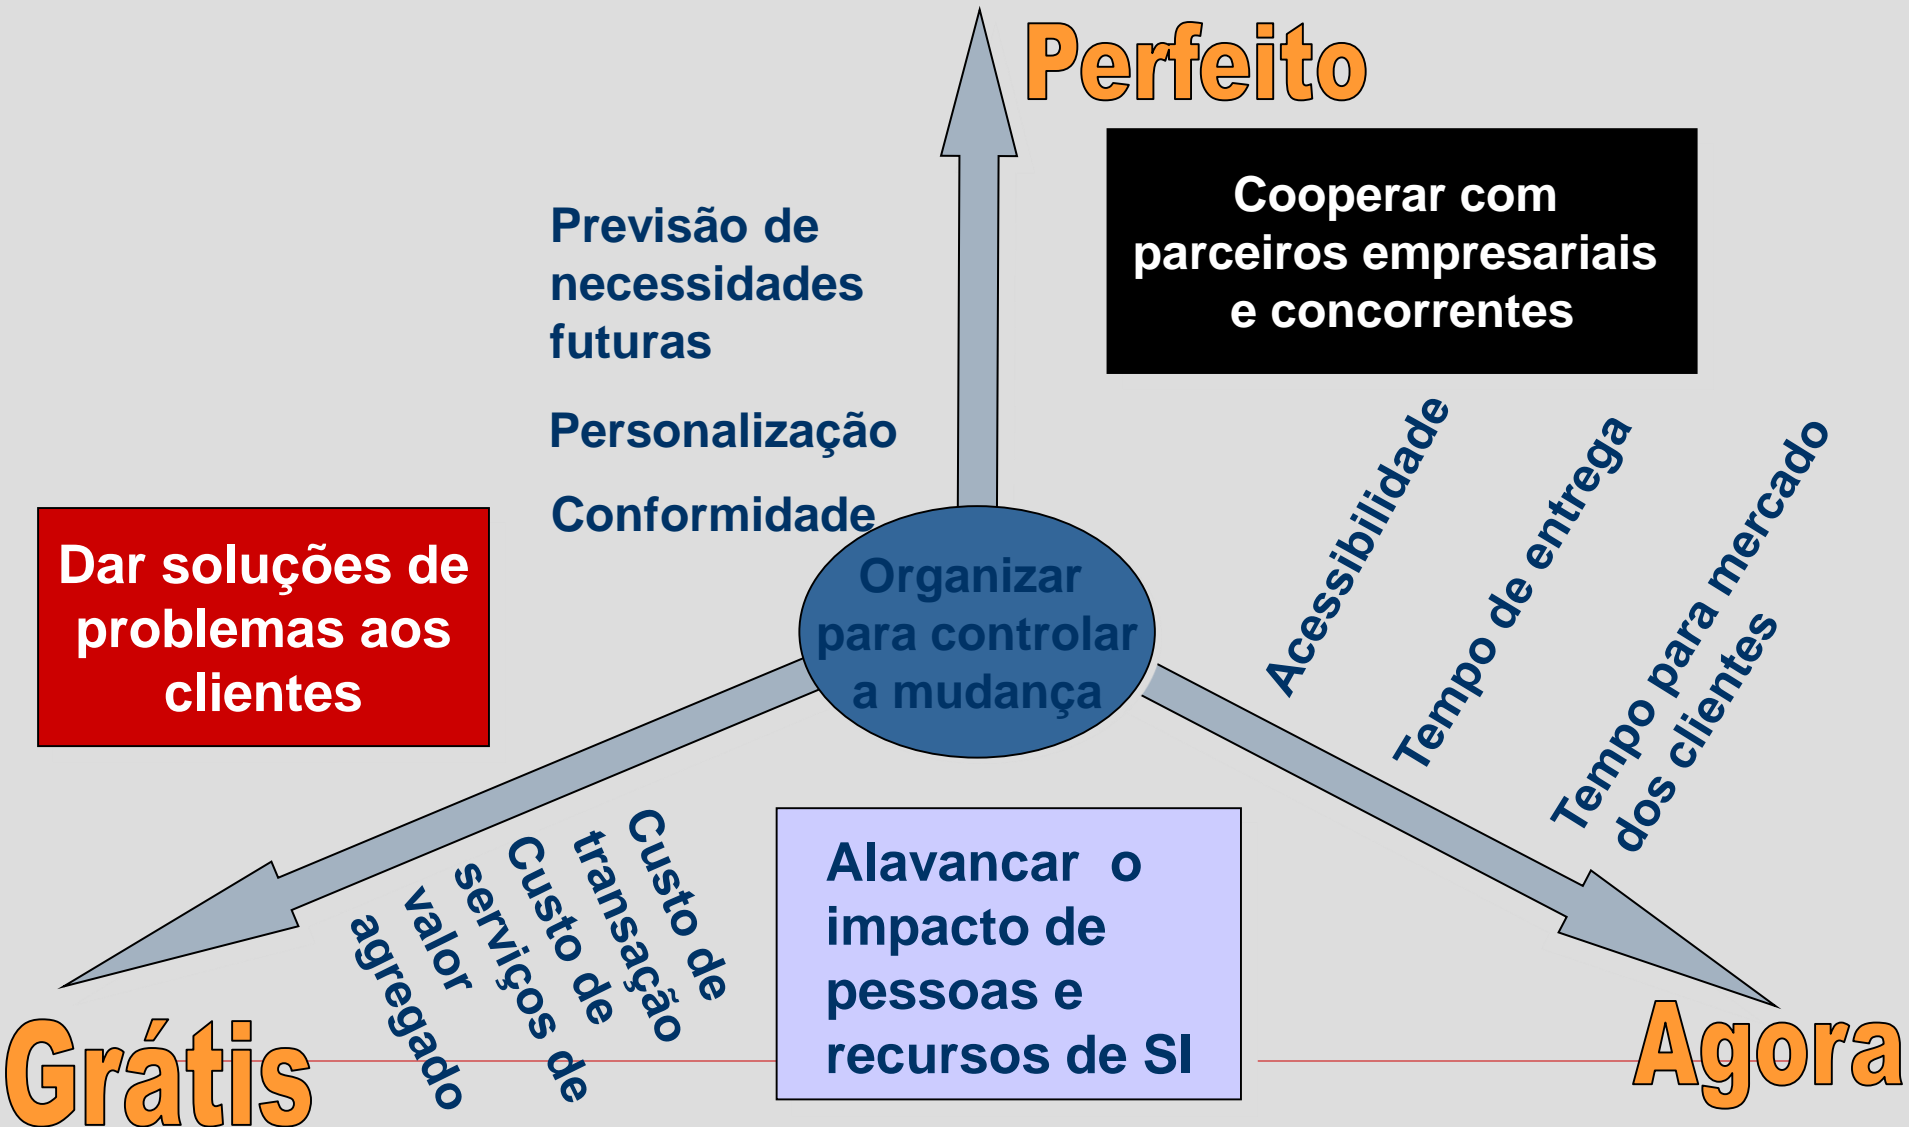 Perfeito
Cooperar com
parceiros empresariais
e concorrentes
Previsão de
necessidades
futuras
Personalização
Conformidade
Dar soluções de
problemas aos
clientes
Organizar
para controlar
a mudança
Acessibilidade
Tempo de entrega
Tempo para mercado
dos clientes
Custo de
transação
Custo de
serviços de
valor
agregado
Alavancar o
impacto de
pessoas e
recursos de SI
Grátis
Agora